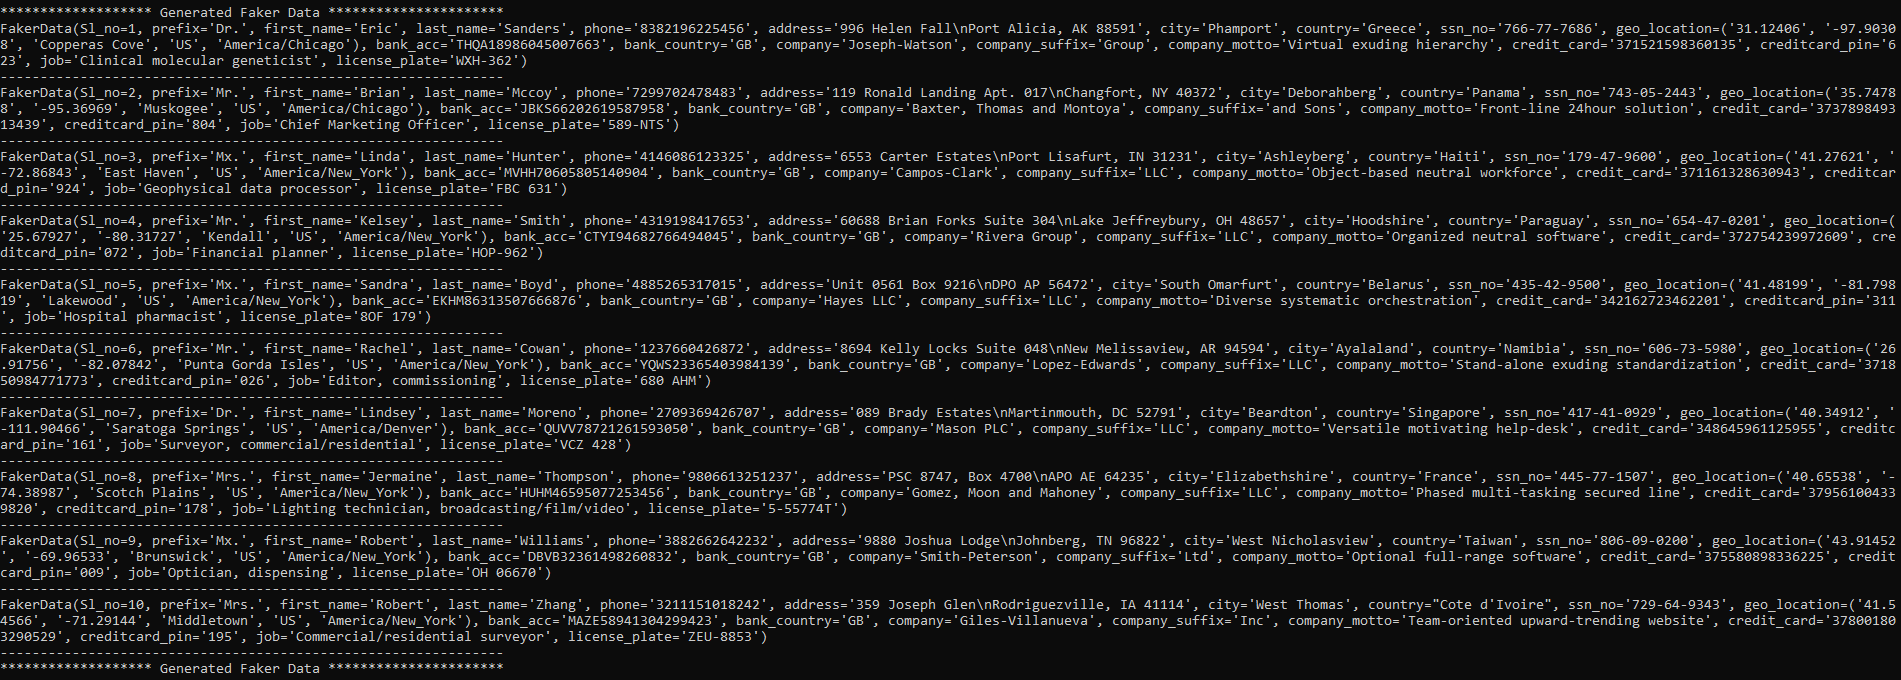 ******************* Generated Faker Data **********************
FakerData(Sl_no=1, prefix='Dr.', first_name='Eric', last_name='Sanders', phone='8382196225456', address='996 Helen Fall\nPort Alicia, AK 88591', city='Phamport', country='Greece', ssn_no='766-77-7686', geo_location=('31.12406', '-97.9030
8', 'Copperas Cove', 'US', 'America/Chicago'), bank_acc='THQA18986045007663', bank_country='GB', company='Joseph-Watson', company_suffix='Group', company_motto='Virtual exuding hierarchy', credit_card='371521598360135', creditcard_pin='6
23', job='Clinical molecular geneticist', license_plate='WXH-362')
---------------------------------------------------------------
FakerData(Sl_no=2, prefix='Mr.', first_name='Brian', last_name='Mccoy', phone='7299702478483', address='119 Ronald Landing Apt. 017\nChangfort, NY 40372', city='Deborahberg', country='Panama', ssn_no='743-05-2443', geo_location=('35.7478
8', '-95.36969', 'Muskogee', 'US', 'America/Chicago'), bank_acc='JBKS66202619587958', bank_country='GB', company='Baxter, Thomas and Montoya', company_suffix='and Sons', company_motto='Front-line 24hour solution', credit_card='3737898493
13439', creditcard_pin='804', job='Chief Marketing Officer', license_plate='589-NTS')
---------------------------------------------------------------
FakerData(Sl_no=3, prefix='Mx.', first_name='Linda', last_name='Hunter', phone='4146086123325', address='6553 Carter Estates\nPort Lisafurt, IN 31231', city='Ashleyberg', country='Haiti', ssn_no='179-47-9600', geo_location=('41.27621', '
-72.86843', 'East Haven', 'US', 'America/New_York'), bank_acc='MVHH70605805140904', bank_country='GB', company='Campos-Clark', company_suffix='LLC', company_motto='Object-based neutral workforce', credit_card='371161328630943', creditcar
d_pin='924', job='Geophysical data processor', license_plate='FBC 631')
---------------------------------------------------------------
FakerData(Sl_no=4, prefix='Mr.', first_name='Kelsey', last_name='Smith', phone='4319198417653', address='60688 Brian Forks Suite 304\nLake Jeffreybury, OH 48657', city='Hoodshire', country='Paraguay', ssn_no='654-47-0201', geo_location=(
'25.67927', '-80.31727', 'Kendall', 'US', 'America/New_York'), bank_acc='CTYI94682766494045', bank_country='GB', company='Rivera Group', company_suffix='LLC', company_motto='Organized neutral software', credit_card='372754239972609', cre
ditcard_pin='072', job='Financial planner', license_plate='HOP-962')
---------------------------------------------------------------
FakerData(Sl_no=5, prefix='Mx.', first_name='Sandra', last_name='Boyd', phone='4885265317015', address='Unit 0561 Box 9216\nDPO AP 56472', city='South Omarfurt', country='Belarus', ssn_no='435-42-9500', geo_location=('41.48199', '-81.798
19', 'Lakewood', 'US', 'America/New_York'), bank_acc='EKHM86313507666876', bank_country='GB', company='Hayes LLC', company_suffix='LLC', company_motto='Diverse systematic orchestration', credit_card='342162723462201', creditcard_pin='311
', job='Hospital pharmacist', license_plate='8OF 179')
---------------------------------------------------------------
FakerData(Sl_no=6, prefix='Mr.', first_name='Rachel', last_name='Cowan', phone='1237660426872', address='8694 Kelly Locks Suite 048\nNew Melissaview, AR 94594', city='Ayalaland', country='Namibia', ssn_no='606-73-5980', geo_location=('26
.91756', '-82.07842', 'Punta Gorda Isles', 'US', 'America/New_York'), bank_acc='YQWS23365403984139', bank_country='GB', company='Lopez-Edwards', company_suffix='LLC', company_motto='Stand-alone exuding standardization', credit_card='3718
50984771773', creditcard_pin='026', job='Editor, commissioning', license_plate='680 AHM')
---------------------------------------------------------------
FakerData(Sl_no=7, prefix='Dr.', first_name='Lindsey', last_name='Moreno', phone='2709369426707', address='089 Brady Estates\nMartinmouth, DC 52791', city='Beardton', country='Singapore', ssn_no='417-41-0929', geo_location=('40.34912', '
-111.90466', 'Saratoga Springs', 'US', 'America/Denver'), bank_acc='QUVV78721261593050', bank_country='GB', company='Mason PLC', company_suffix='LLC', company_motto='Versatile motivating help-desk', credit_card='348645961125955', creditc
ard_pin='161', job='Surveyor, commercial/residential', license_plate='VCZ 428')
---------------------------------------------------------------
FakerData(Sl_no=8, prefix='Mrs.', first_name='Jermaine', last_name='Thompson', phone='9806613251237', address='PSC 8747, Box 4700\nAPO AE 64235', city='Elizabethshire', country='France', ssn_no='445-77-1507', geo_location=('40.65538', '-
74.38987', 'Scotch Plains', 'US', 'America/New_York'), bank_acc='HUHM46595077253456', bank_country='GB', company='Gomez, Moon and Mahoney', company_suffix='LLC', company_motto='Phased multi-tasking secured line', credit_card='37956100433
9820', creditcard_pin='178', job='Lighting technician, broadcasting/film/video', license_plate='5-55774T')
---------------------------------------------------------------
FakerData(Sl_no=9, prefix='Mx.', first_name='Robert', last_name='Williams', phone='3882662642232', address='9880 Joshua Lodge\nJohnberg, TN 96822', city='West Nicholasview', country='Taiwan', ssn_no='806-09-0200', geo_location=('43.91452
', '-69.96533', 'Brunswick', 'US', 'America/New_York'), bank_acc='DBVB32361498260832', bank_country='GB', company='Smith-Peterson', company_suffix='Ltd', company_motto='Optional full-range software', credit_card='375580898336225', credit
card_pin='009', job='Optician, dispensing', license_plate='OH 06670')
---------------------------------------------------------------
FakerData(Sl_no=10, prefix='Mrs.', first_name='Robert', last_name='Zhang', phone='3211151018242', address='359 Joseph Glen\nRodriguezville, IA 41114', city='West Thomas', country="Cote d'Ivoire", ssn_no='729-64-9343', geo_location=('41.5
4566', '-71.29144', 'Middletown', 'US', 'America/New_York'), bank_acc='MAZE58941304299423', bank_country='GB', company='Giles-Villanueva', company_suffix='Inc', company_motto='Team-oriented upward-trending website', credit_card='37800180
3290529', creditcard_pin='195', job='Commercial/residential surveyor', license_plate='ZEU-8853')
---------------------------------------------------------------
******************* Generated Faker Data **********************